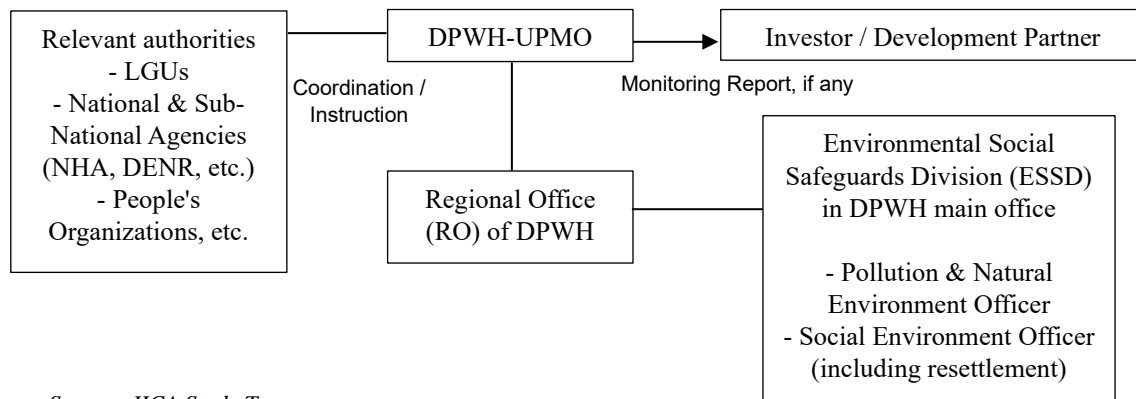 Relevant authorities
- LGUs
- National & Sub-
National Agencies
(NHA, DENR, etc.)
- People's
Organizations, etc.
Coordination /
Instruction
DPWH-UPMO
Monitoring Report, if any
Investor / Development Partner
Regional Office
(RO) of DPWH
Environmental Social
Safeguards Division (ESSD)
in DPWH main office
- Pollution & Natural
Environment Officer
- Social Environment Officer
(including resettlement)